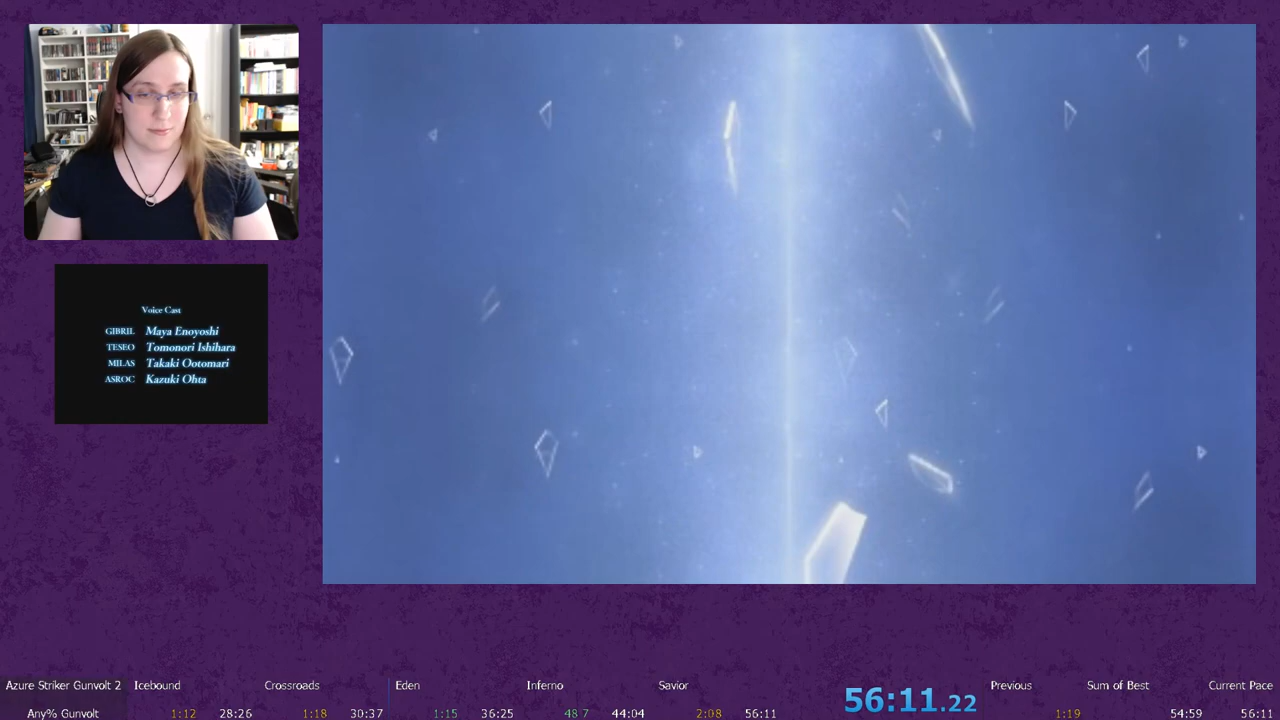 Voice Cast
GIBRIL Maya Enoyoshi
TESEO Tomonori Ishihara
MILAS Takaki Ootomari
ASROC Kazuki Ohta
Azure Striker Gunvolt 2 Icebound Crossroads Eden Inferno Savior 56:11.22 Previous Sum of Best Current Pace
Any% Gunvolt 1:12 28:26 1:18 30:37 1:15 36:25 48.7 44:04 2:08 56:11 1:19 54:59 56:11